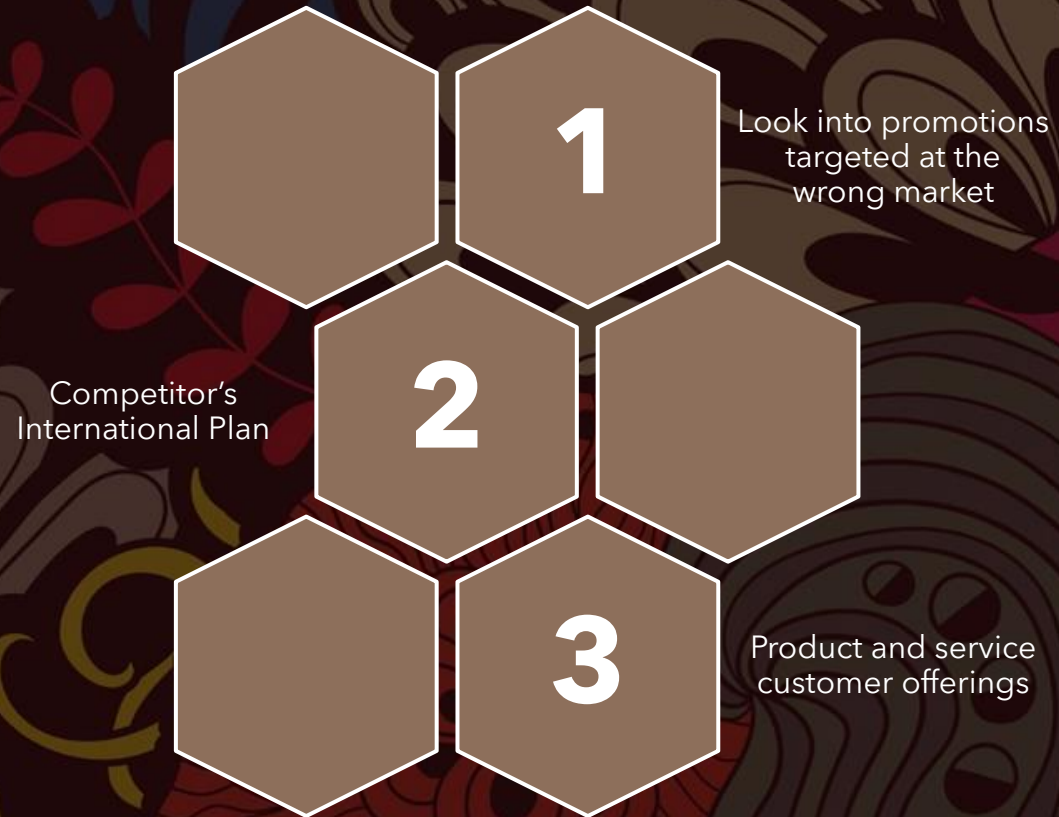 1
Look into promotions
targeted at the
wrong market
Competitor’s
International Plan
2
3
Product and service
customer offerings